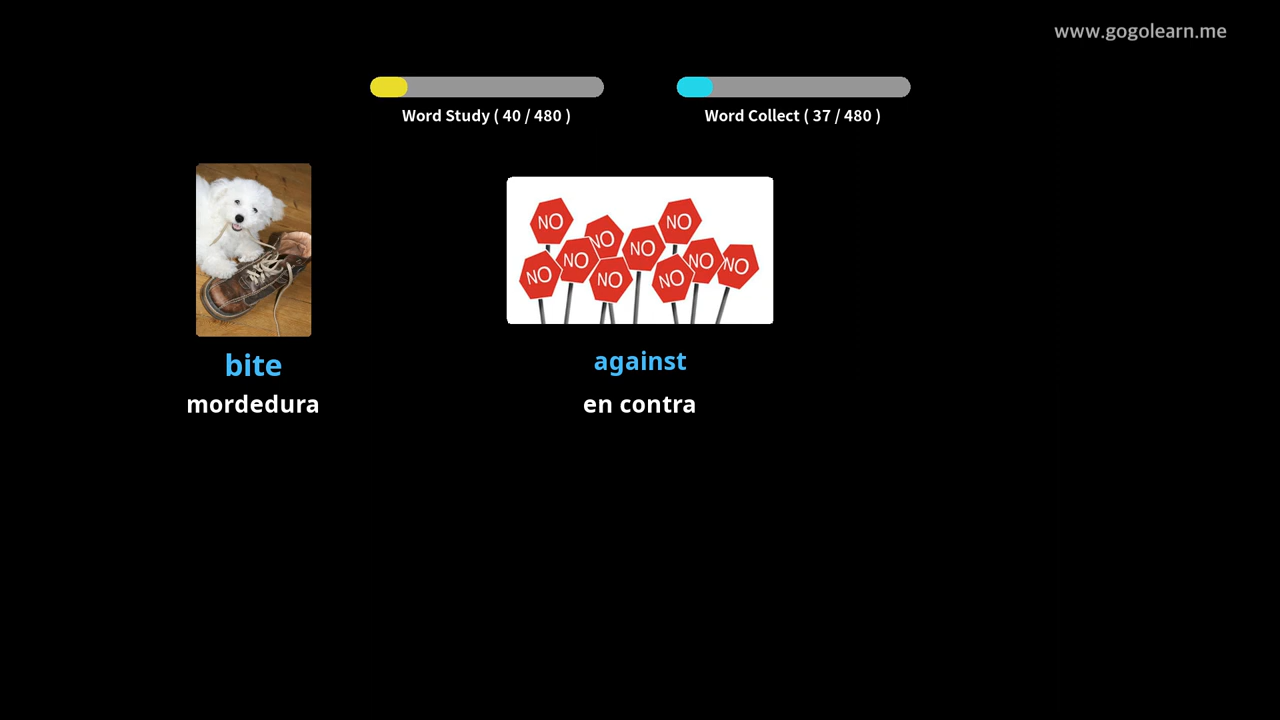 www.gogolearn.me
Word Study ( 40 / 480 )
Word Collect ( 37 / 480 )
NO
NO
NO
NO
NO
NO
NO
NO
NO
NO
bite
mordedura
against
en contra